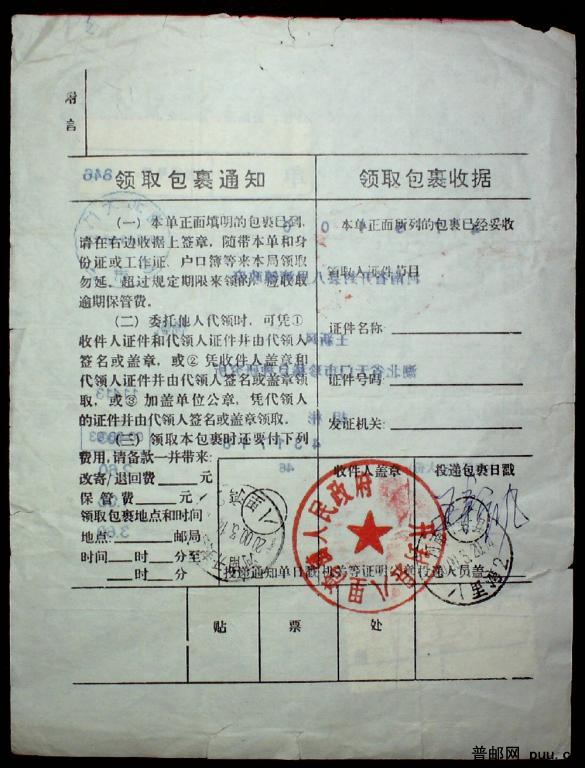 附
言
领取包裹通知
(一) 本单正面填明的包裹已到,
请在右边收据上签章, 随带本单和身
份证或工作证、户口簿等来本局领取
勿延。超过规定期限来领的, 应收取
逾期保管费。
(二) 委托他人代领时, 可凭①
收件人证件和代领人证件并由代领人
签名或盖章, 或② 凭收件人盖章和
代领人证件并由代领人签名或盖章领
取, 或③ 加盖单位公章, 凭代领人
的证件并由代领人签名或盖章领取。
(三) 领取本包裹时还要付下列
费用, 请备款一并带来:
改寄/退回费 元
保管费 元
领取包裹地点和时间
地点: 邮局
时间 时 分至
时 分
领取包裹收据
本单正面所列的包裹已经妥收
领取人证件节目
证件名称:
证件号码:
发证机关:
收件人盖章
投递包裹日戳
投递通知单日戳
机关等证明
投递人员盖
人民政府
八里湾
贴
票
处
普邮网 puu.c